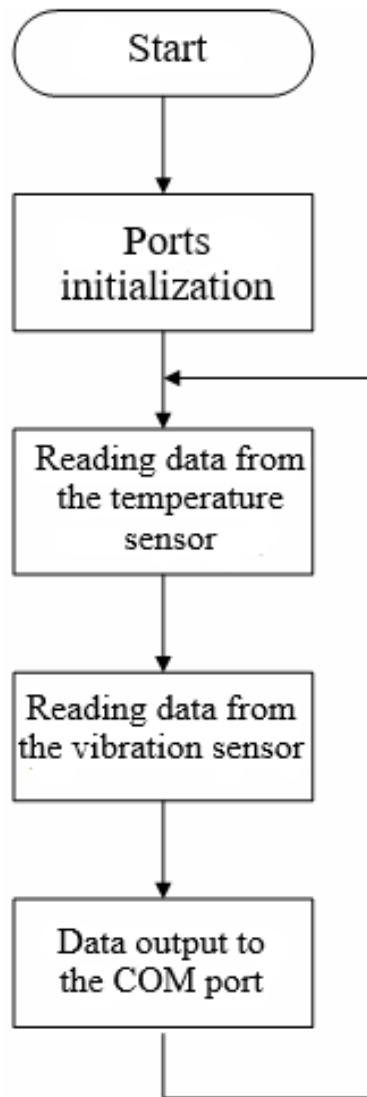 Start
Ports
initialization
Reading data from
the temperature
sensor
Reading data from
the vibration sensor
Data output to
the COM port